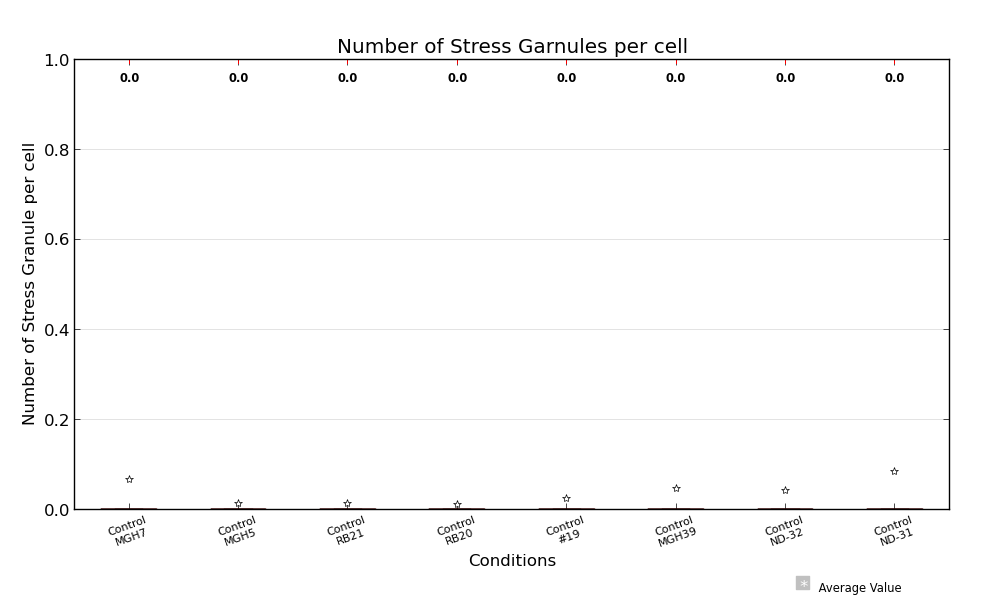 Number of Stress Garnules per cell
1.0
0.0 0.0 0.0 0.0 0.0 0.0 0.0 0.0
0.8
0.6
0.4
0.2
0.0
Number of Stress Granule per cell
Control MGH7
Control MGH5
Control RB21
Control RB20
Control #19
Control MGH39
Control ND-32
Control ND-31
Conditions
* Average Value